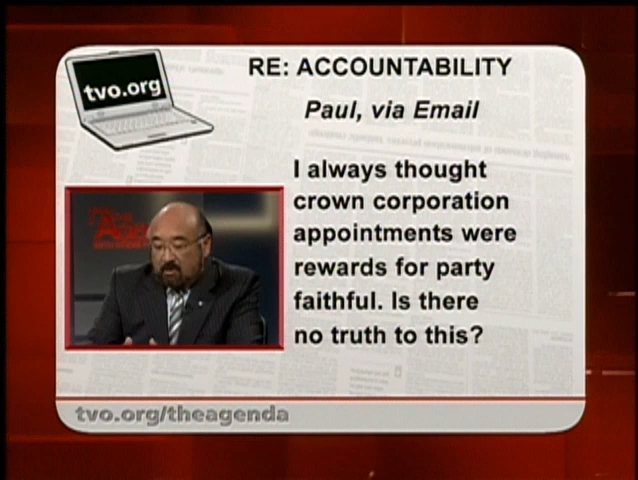 tvo.org
RE: ACCOUNTABILITY
Paul, via Email
I always thought
crown corporation
appointments were
rewards for party
faithful. Is there
no truth to this?
tvo.org/theagenda